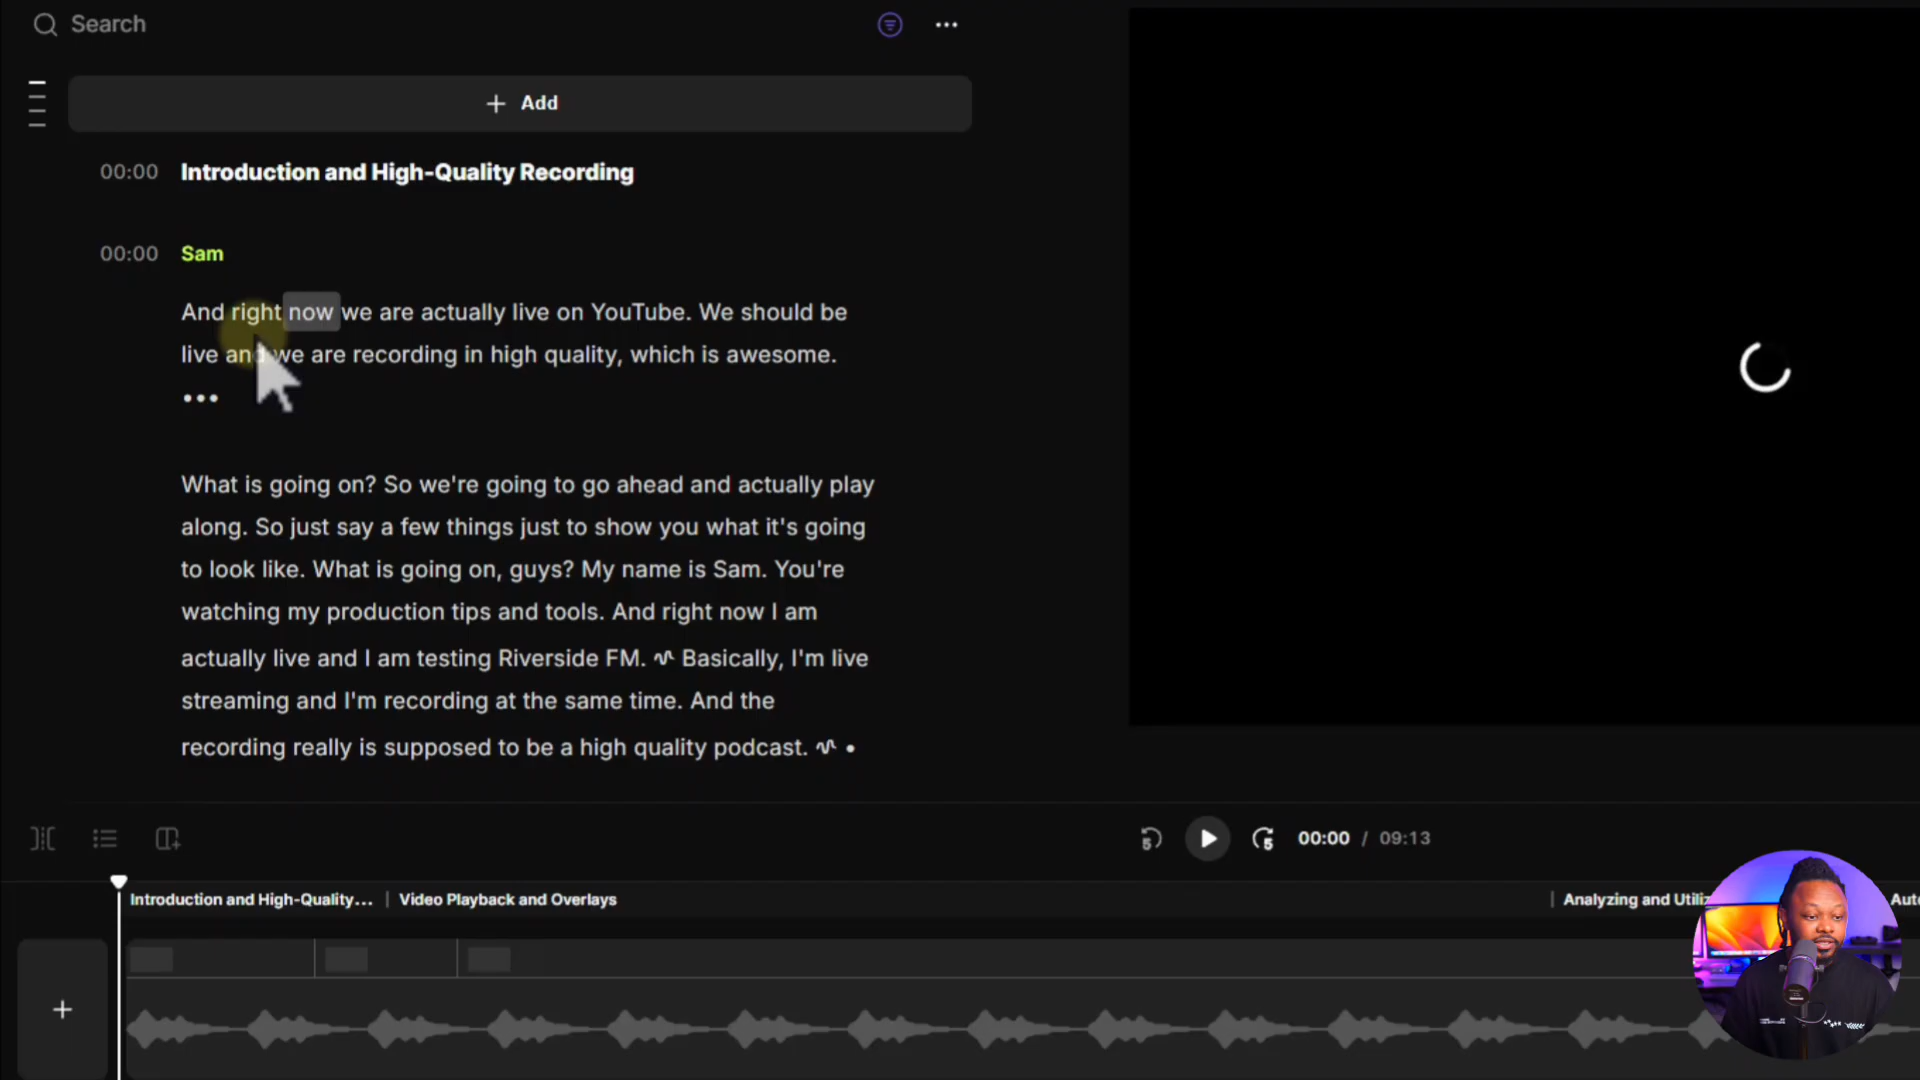 Search
+ Add
00:00 Introduction and High-Quality Recording
00:00 Sam
And right now we are actually live on YouTube. We should be
live and we are recording in high quality, which is awesome.
•••
What is going on? So we're going to go ahead and actually play
along. So just say a few things just to show you what it's going
to look like. What is going on, guys? My name is Sam. You're
watching my production tips and tools. And right now I am
actually live and I am testing Riverside FM. Basically, I'm live
streaming and I'm recording at the same time. And the
recording really is supposed to be a high quality podcast. •
5 5 00:00 / 09:13
Introduction and High-Quality... | Video Playback and Overlays | Analyzing and Utiliz Auto
+